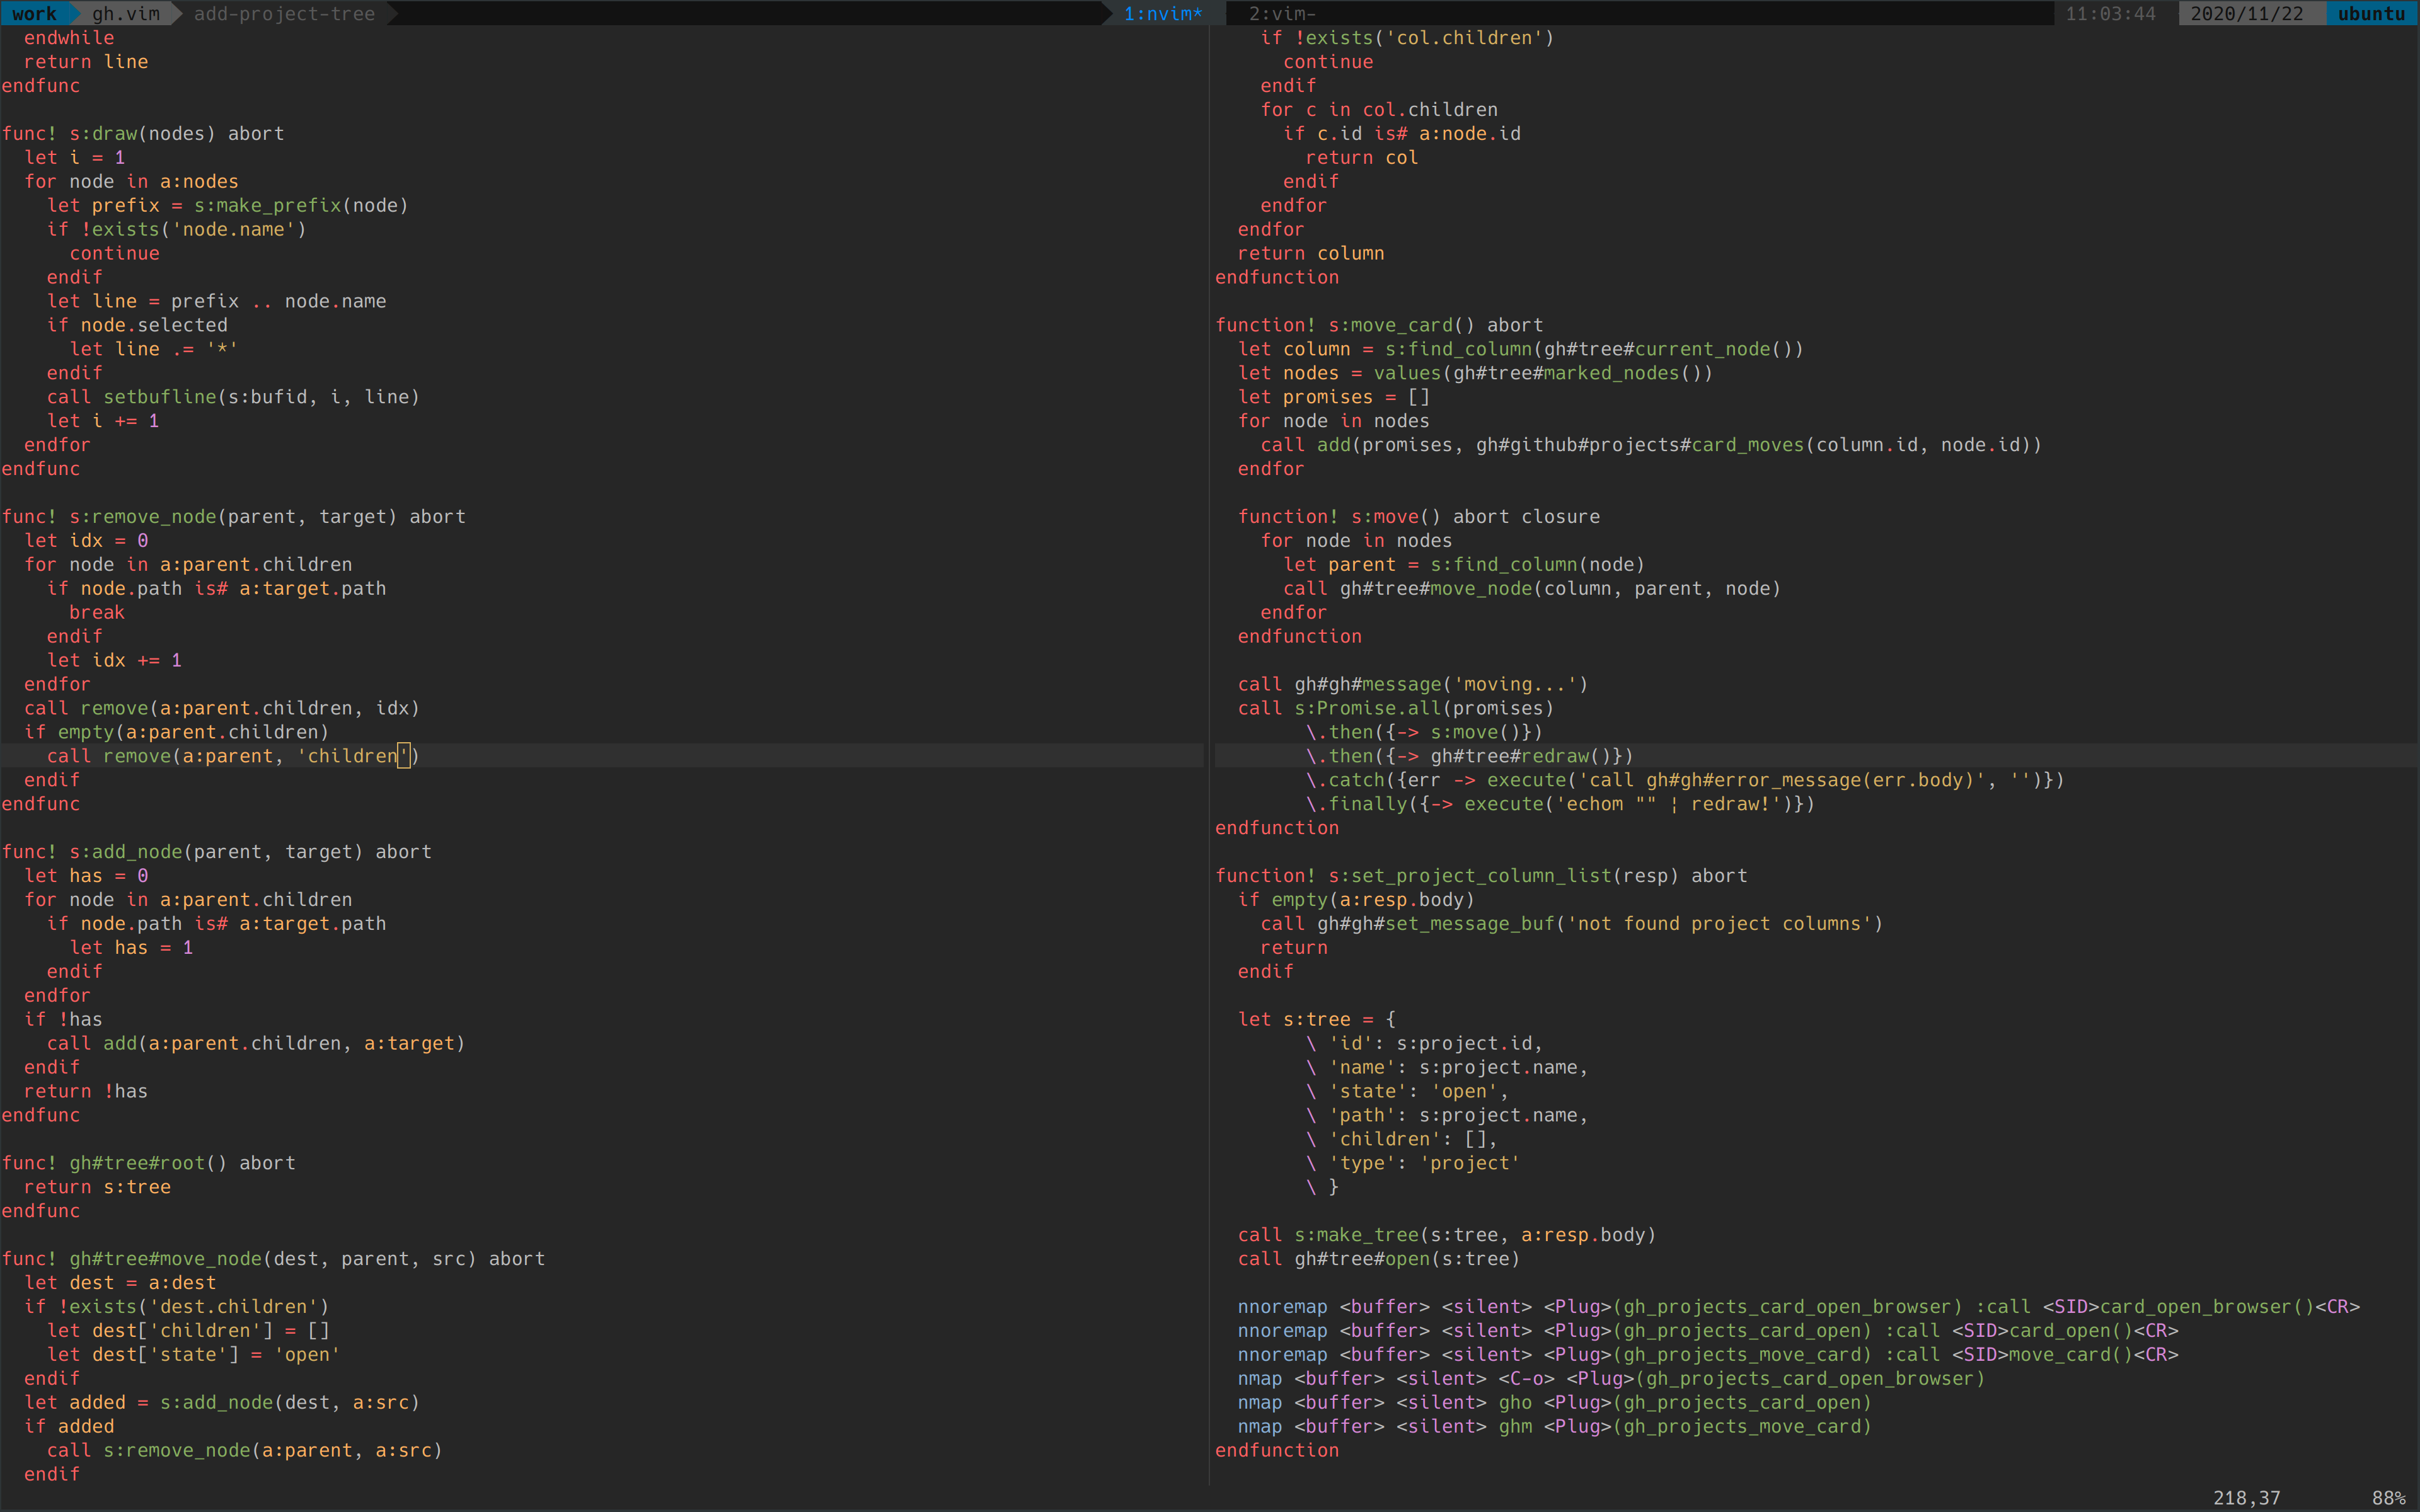 work gh.vim add-project-tree 1:nvim* 2:vim- 11:03:44 2020/11/22 ubuntu
  endwhile
  return line
endfunc

func! s:draw(nodes) abort
  let i = 1
  for node in a:nodes
    let prefix = s:make_prefix(node)
    if !exists('node.name')
      continue
    endif
    let line = prefix .. node.name
    if node.selected
      let line .= '*'
    endif
    call setbufline(s:bufid, i, line)
    let i += 1
  endfor
endfunc

func! s:remove_node(parent, target) abort
  let idx = 0
  for node in a:parent.children
    if node.path is# a:target.path
      break
    endif
    let idx += 1
  endfor
  call remove(a:parent.children, idx)
  if empty(a:parent.children)
    call remove(a:parent, 'children')
  endif
endfunc

func! s:add_node(parent, target) abort
  let has = 0
  for node in a:parent.children
    if node.path is# a:target.path
      let has = 1
    endif
  endfor
  if !has
    call add(a:parent.children, a:target)
  endif
  return !has
endfunc

func! gh#tree#root() abort
  return s:tree
endfunc

func! gh#tree#move_node(dest, parent, src) abort
  let dest = a:dest
  if !exists('dest.children')
    let dest['children'] = []
    let dest['state'] = 'open'
  endif
  let added = s:add_node(dest, a:src)
  if added
    call s:remove_node(a:parent, a:src)
  endif
    if !exists('col.children')
      continue
    endif
    for c in col.children
      if c.id is# a:node.id
        return col
      endif
    endfor
  endfor
  return column
endfunction

function! s:move_card() abort
  let column = s:find_column(gh#tree#current_node())
  let nodes = values(gh#tree#marked_nodes())
  let promises = []
  for node in nodes
    call add(promises, gh#github#projects#card_moves(column.id, node.id))
  endfor

  function! s:move() abort closure
    for node in nodes
      let parent = s:find_column(node)
      call gh#tree#move_node(column, parent, node)
    endfor
  endfunction

  call gh#gh#message('moving...')
  call s:Promise.all(promises)
        \.then({-> s:move()})
        \.then({-> gh#tree#redraw()})
        \.catch({err -> execute('call gh#gh#error_message(err.body)', '')})
        \.finally({-> execute('echom "" ¦ redraw!')})
endfunction

function! s:set_project_column_list(resp) abort
  if empty(a:resp.body)
    call gh#gh#set_message_buf('not found project columns')
    return
  endif

  let s:tree = {
        \ 'id': s:project.id,
        \ 'name': s:project.name,
        \ 'state': 'open',
        \ 'path': s:project.name,
        \ 'children': [],
        \ 'type': 'project'
        \ }

  call s:make_tree(s:tree, a:resp.body)
  call gh#tree#open(s:tree)

  nnoremap <buffer> <silent> <Plug>(gh_projects_card_open_browser) :call <SID>card_open_browser()<CR>
  nnoremap <buffer> <silent> <Plug>(gh_projects_card_open) :call <SID>card_open()<CR>
  nnoremap <buffer> <silent> <Plug>(gh_projects_move_card) :call <SID>move_card()<CR>
  nmap <buffer> <silent> <C-o> <Plug>(gh_projects_card_open_browser)
  nmap <buffer> <silent> gho <Plug>(gh_projects_card_open)
  nmap <buffer> <silent> ghm <Plug>(gh_projects_move_card)
endfunction
218,37 88%